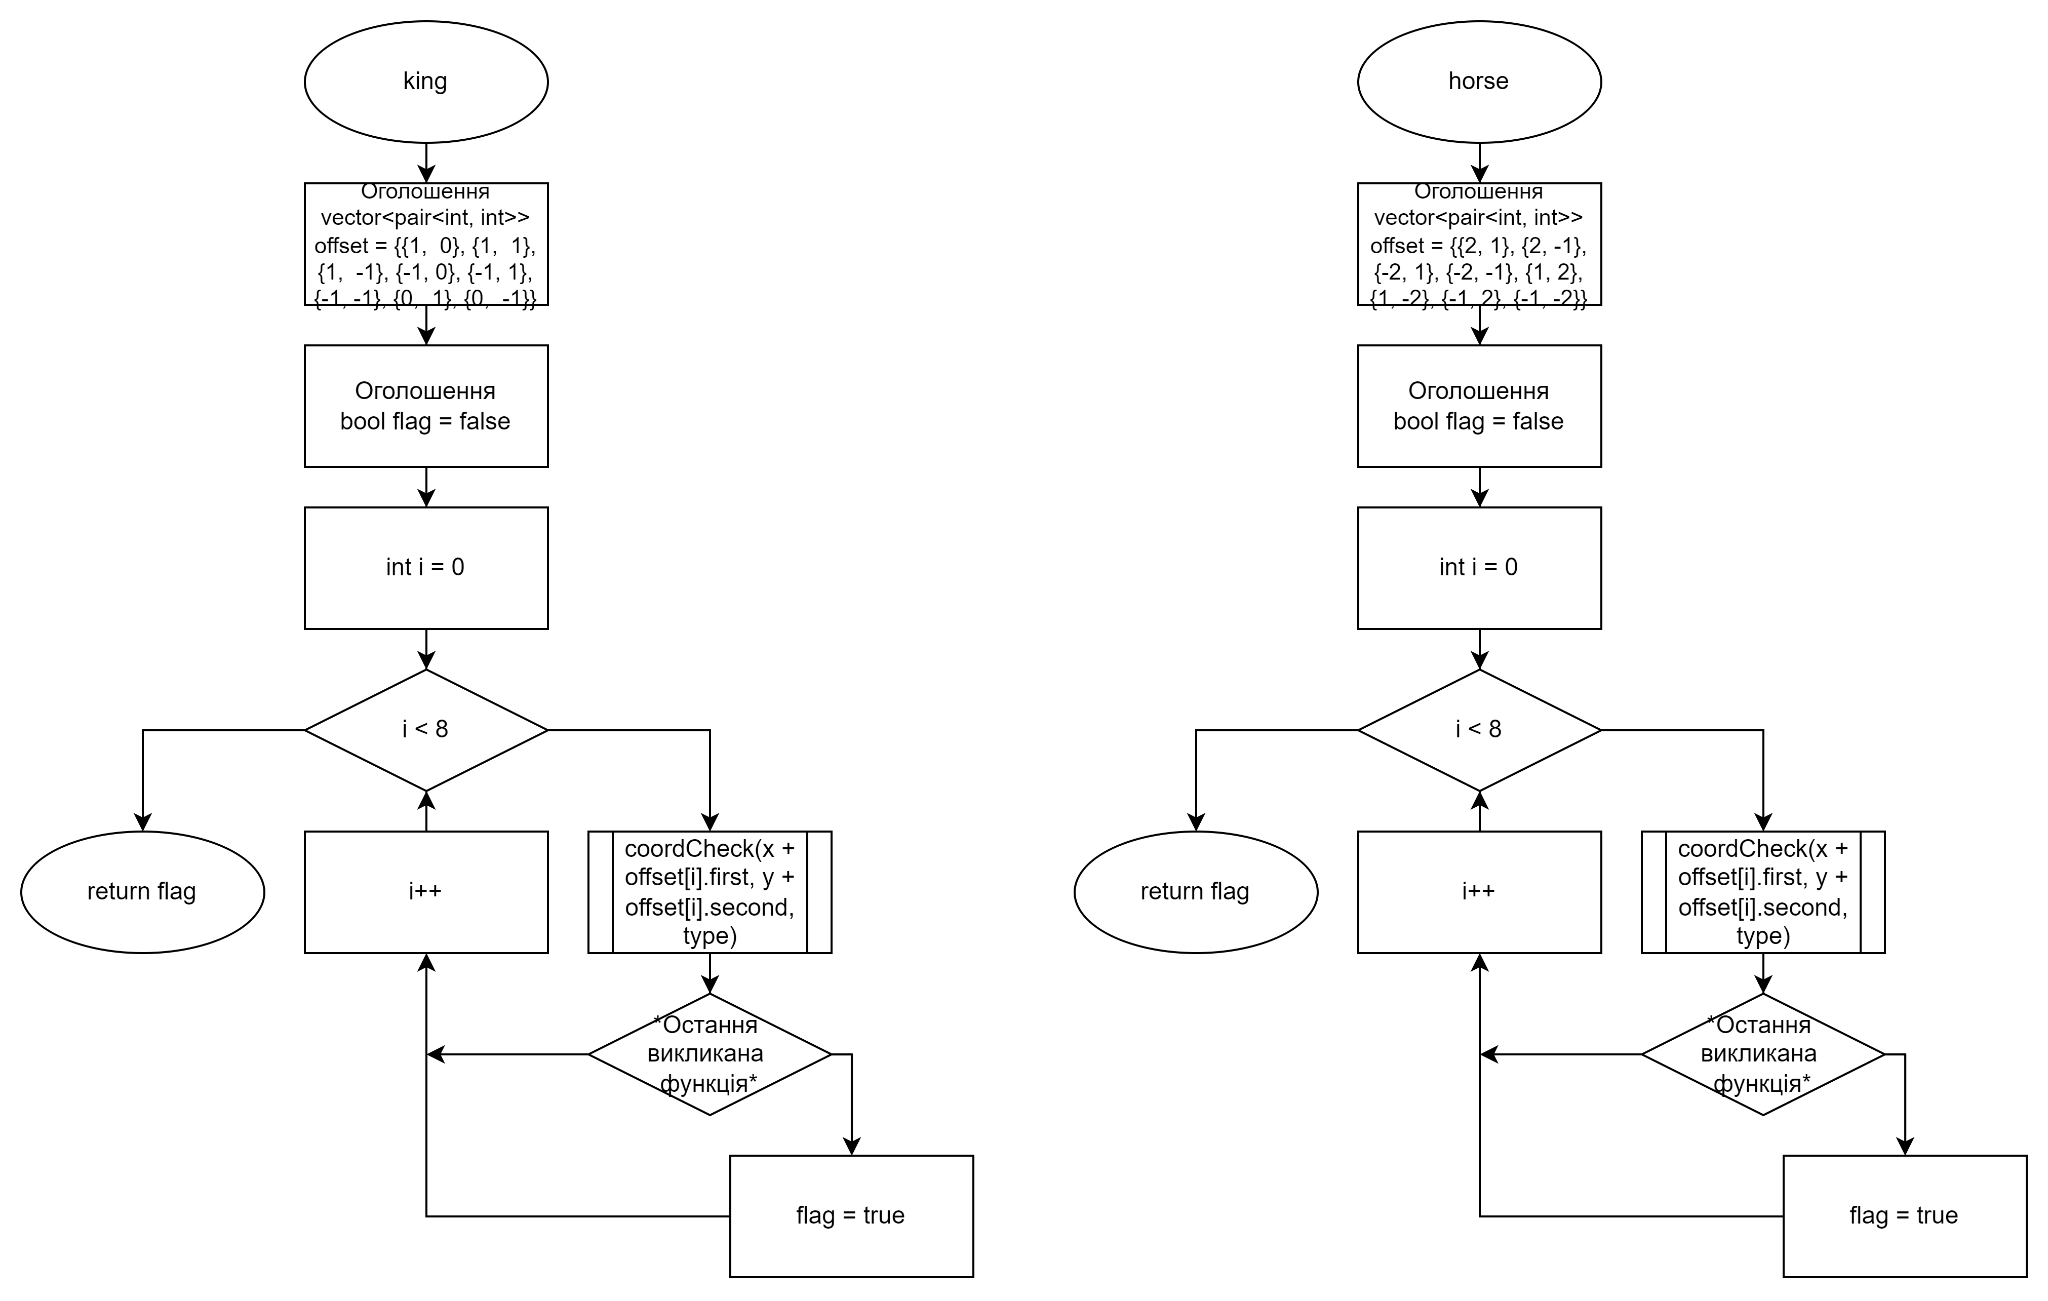 king
Оголошення
vector<pair<int, int>>
offset = {{1,  0}, {1,  1},
{1,  -1}, {-1, 0}, {-1, 1},
{-1, -1}, {0,  1}, {0,  -1}}
Оголошення
bool flag = false
int i = 0
i < 8
return flag
i++
coordCheck(x +
offset[i].first, y +
offset[i].second,
type)
*Остання
викликана
функція*
flag = true
horse
Оголошення
vector<pair<int, int>>
offset = {{2, 1}, {2, -1},
{-2, 1}, {-2, -1}, {1, 2},
{1, -2}, {-1, 2}, {-1, -2}}
Оголошення
bool flag = false
int i = 0
i < 8
return flag
i++
coordCheck(x +
offset[i].first, y +
offset[i].second,
type)
*Остання
викликана
функція*
flag = true